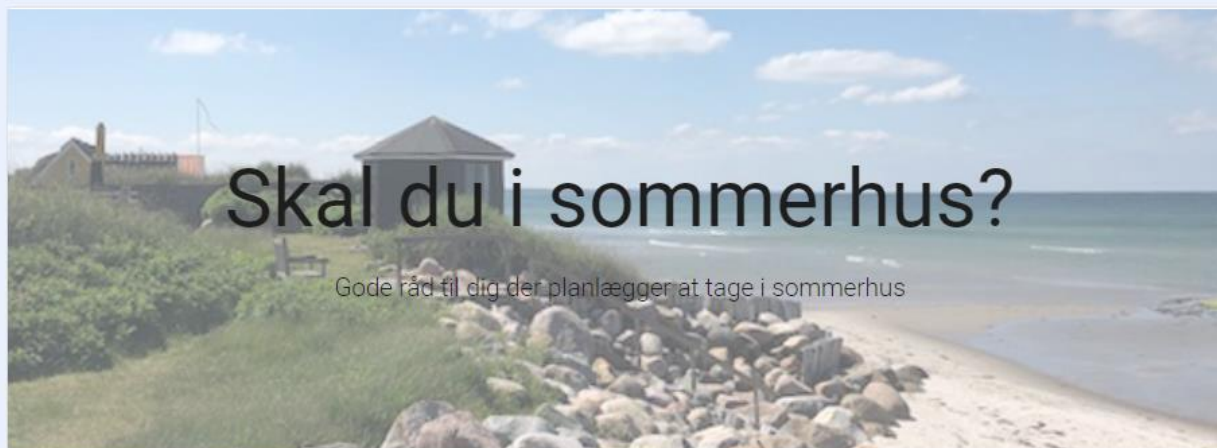 Skal du i sommerhus?
Gode råd til dig der planlægger at tage i sommerhus